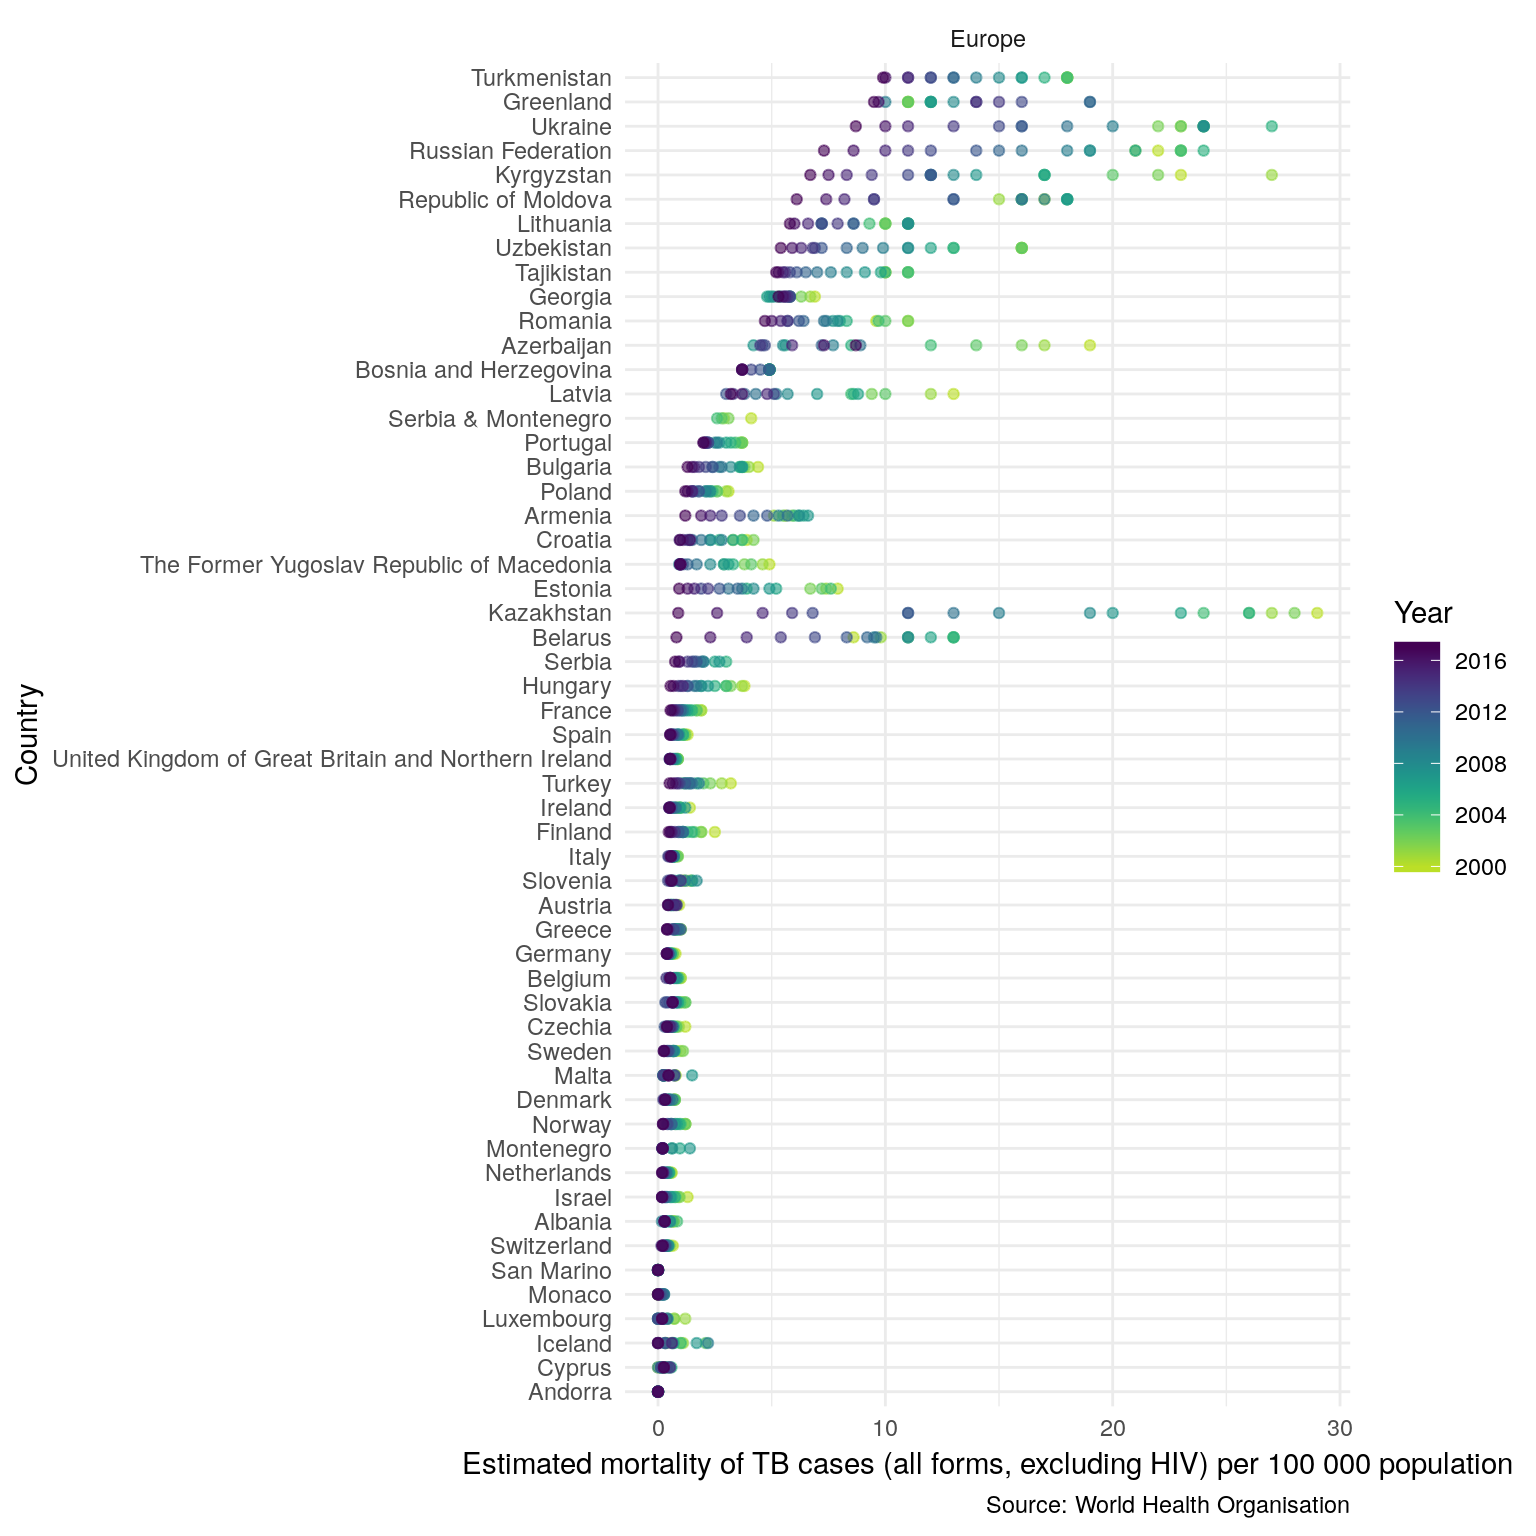 Europe
Turkmenistan
Greenland
Ukraine
Russian Federation
Kyrgyzstan
Republic of Moldova
Lithuania
Uzbekistan
Tajikistan
Georgia
Romania
Azerbaijan
Bosnia and Herzegovina
Latvia
Serbia & Montenegro
Portugal
Bulgaria
Poland
Armenia
Croatia
The Former Yugoslav Republic of Macedonia
Estonia
Kazakhstan
Belarus
Serbia
Hungary
France
Spain
United Kingdom of Great Britain and Northern Ireland
Turkey
Ireland
Finland
Italy
Slovenia
Austria
Greece
Germany
Belgium
Slovakia
Czechia
Sweden
Malta
Denmark
Norway
Montenegro
Netherlands
Israel
Albania
Switzerland
San Marino
Monaco
Luxembourg
Iceland
Cyprus
Andorra
Country
0 10 20 30
Estimated mortality of TB cases (all forms, excluding HIV) per 100 000 population
Source: World Health Organisation
Year
2016
2012
2008
2004
2000